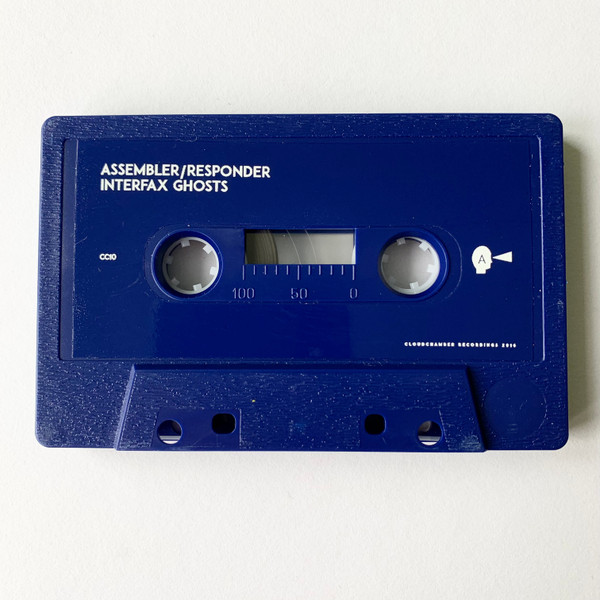 ASSEMBLER/RESPONDER
INTERFAX GHOSTS
CC10
100 50 0
A
CLOUDCHAMBER RECORDINGS 2016